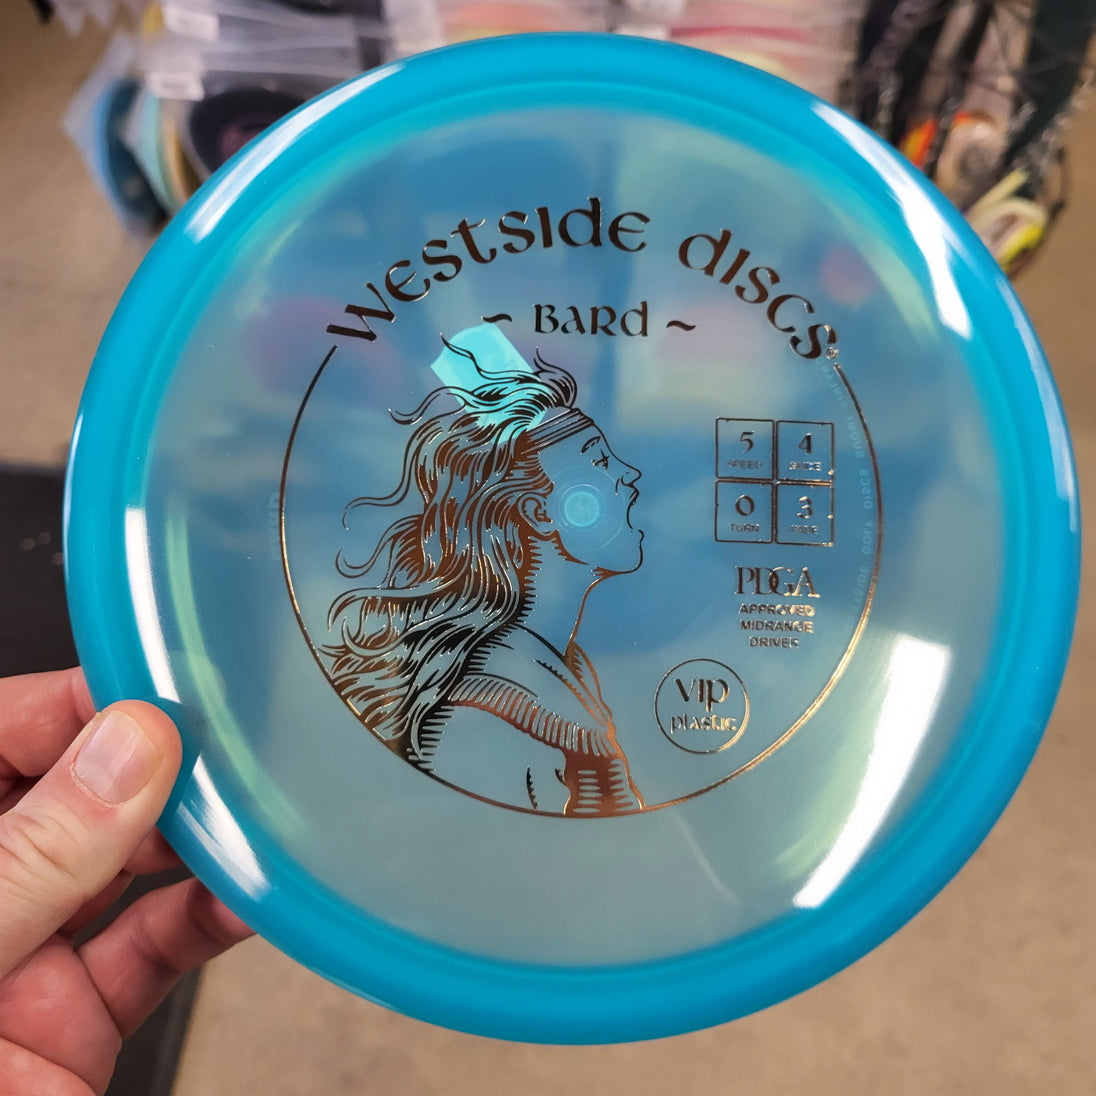 westside discs
~ Bard ~
5 4
SPEED GLIDE
0 3
TURN FADE
PDGA
APPROVED
MIDRANGE
DRIVER
vip
plastic